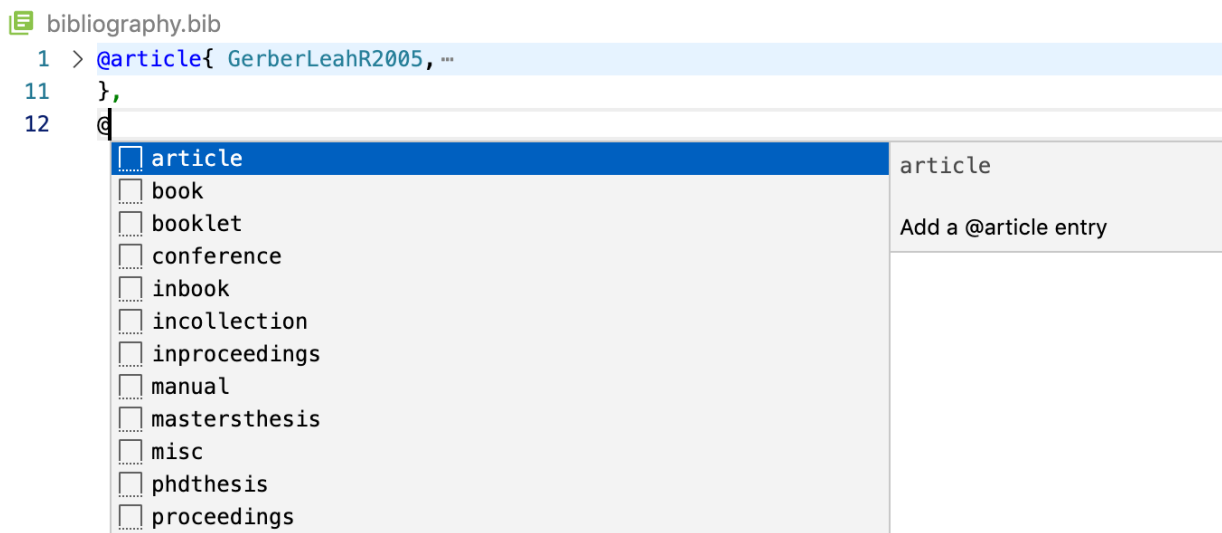 bibliography.bib
1 > @article{ GerberLeahR2005,⋯
11 },
12 @
article
book
booklet
conference
inbook
incollection
inproceedings
manual
mastersthesis
misc
phdthesis
proceedings
article
Add a @article entry